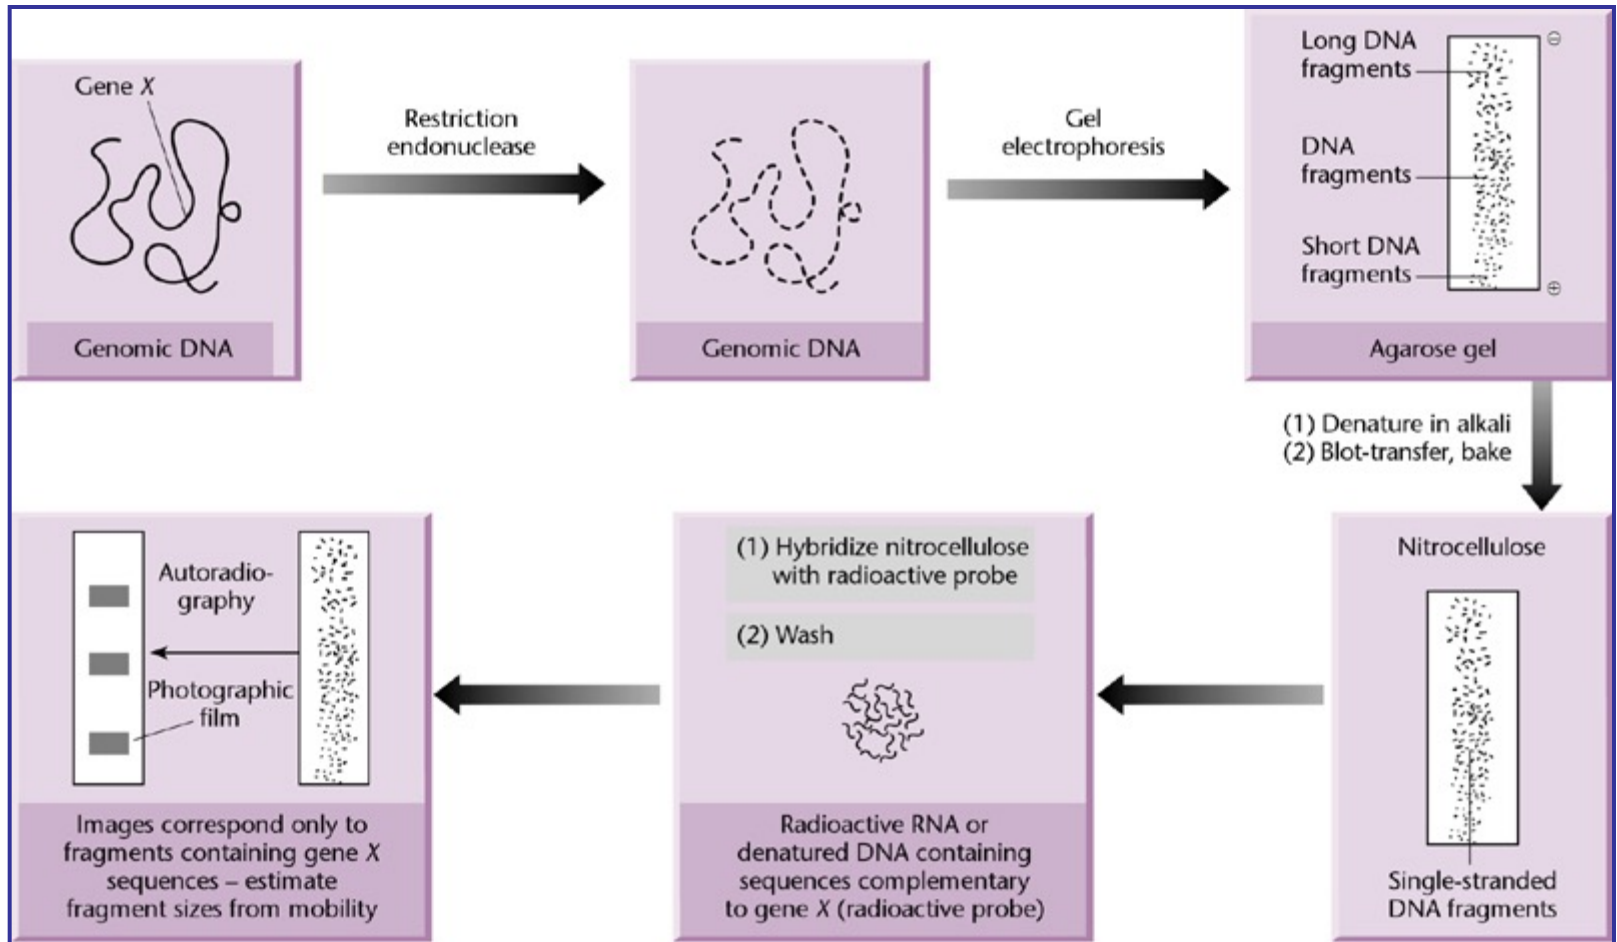 Gene X
Genomic DNA
Restriction
endonuclease
Genomic DNA
Gel
electrophoresis
Long DNA
fragments
DNA
fragments
Short DNA
fragments
⊖
⊕
Agarose gel
(1) Denature in alkali
(2) Blot-transfer, bake
Nitrocellulose
Single-stranded
DNA fragments
(1) Hybridize nitrocellulose
with radioactive probe
(2) Wash
Radioactive RNA or
denatured DNA containing
sequences complementary
to gene X (radioactive probe)
Autoradio-
graphy
Photographic
film
Images correspond only to
fragments containing gene X
sequences – estimate
fragment sizes from mobility